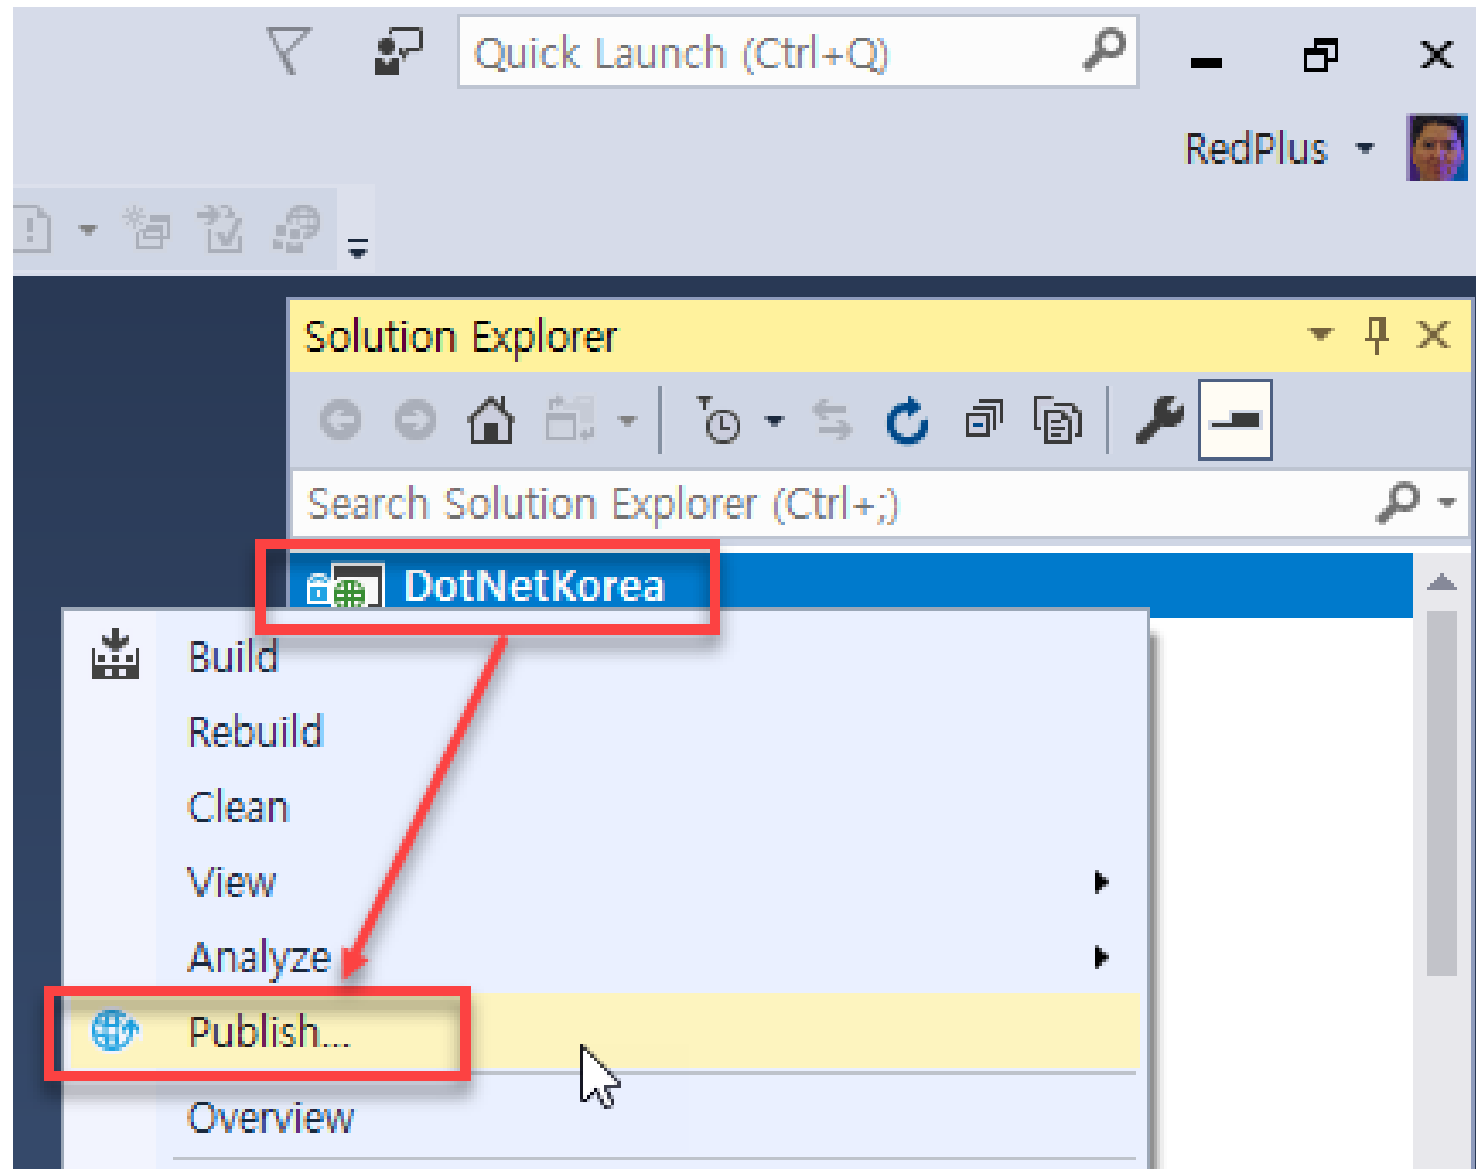 Quick Launch (Ctrl+Q)
RedPlus
Solution Explorer
Search Solution Explorer (Ctrl+;)
DotNetKorea
Build
Rebuild
Clean
View
Analyze
Publish...
Overview